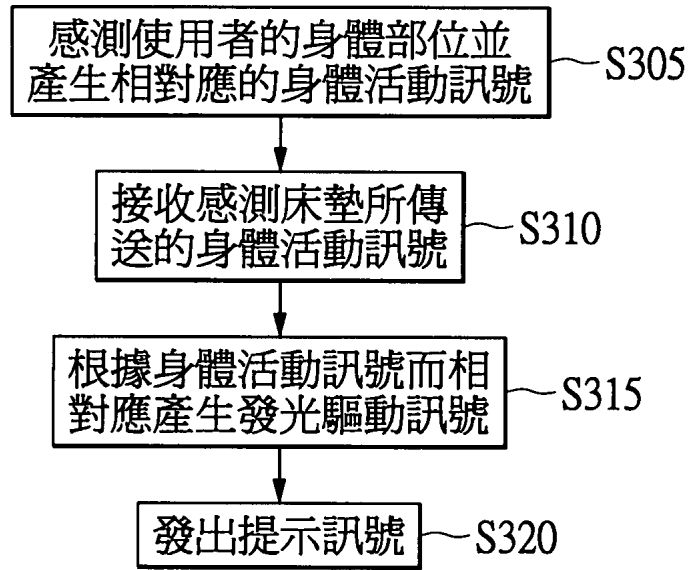 感測使用者的身體部位並
產生相對應的身體活動訊號
S305
接收感測床墊所傳
送的身體活動訊號
S310
根據身體活動訊號而相
對應產生發光驅動訊號
S315
發出提示訊號
S320